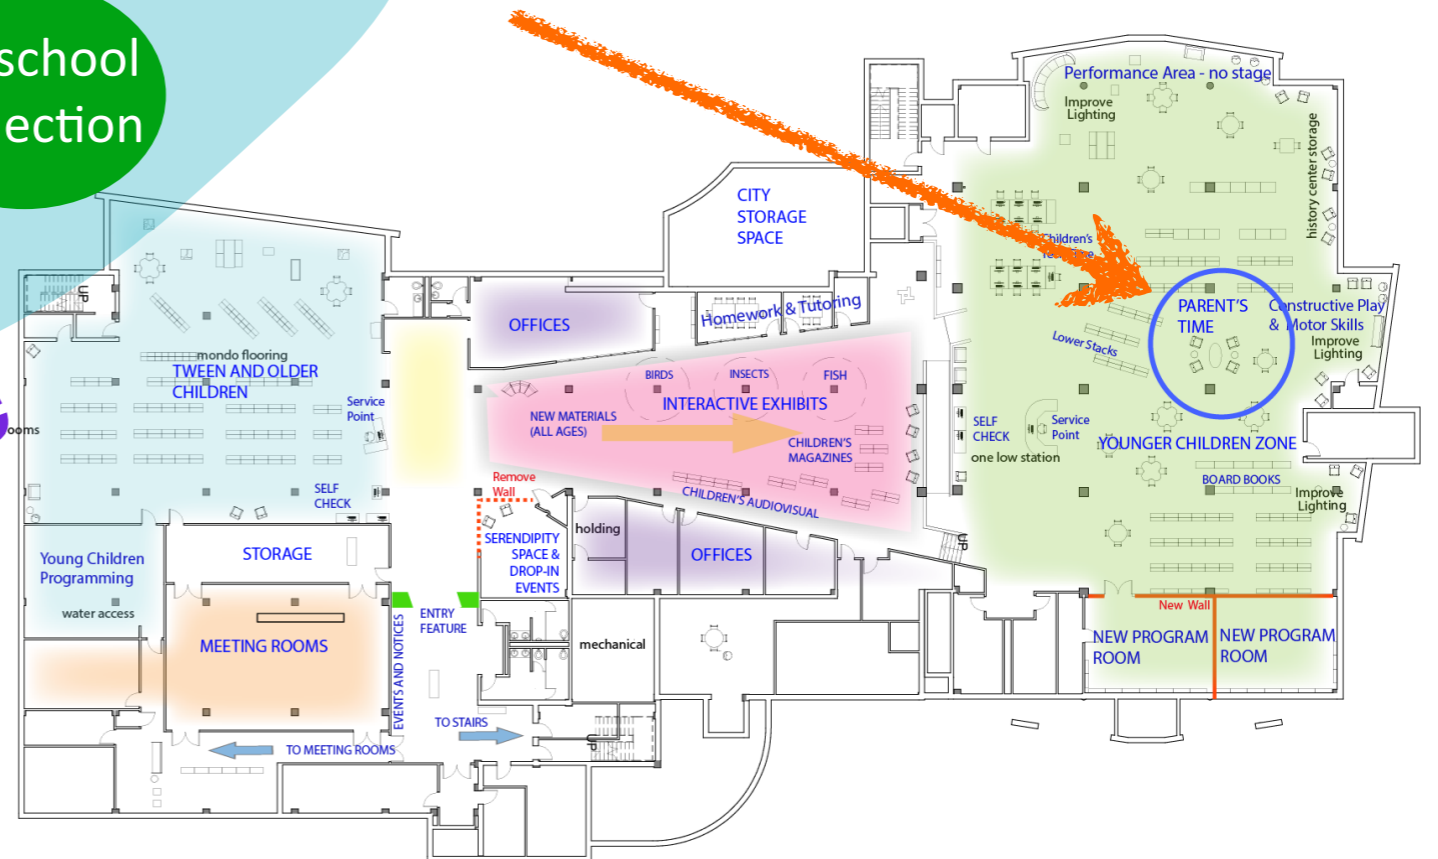 school
ection
Performance Area - no stage
Improve
Lighting
history center storage
CITY
STORAGE
SPACE
Children's
UP
OFFICES
Homework & Tutoring
PARENT'S
TIME
Constructive Play
& Motor Skills
Improve
Lighting
Lower Stacks
mondo flooring
TWEEN AND OLDER
CHILDREN
Service
Point
BIRDS
INSECTS
FISH
INTERACTIVE EXHIBITS
NEW MATERIALS
(ALL AGES)
CHILDREN'S
MAGAZINES
CHILDREN'S AUDIOVISUAL
SELF
CHECK
Service
Point
one low station
YOUNGER CHILDREN ZONE
BOARD BOOKS
Improve
Lighting
ooms
SELF
CHECK
Remove
Wall
SERENDIPITY
SPACE &
DROP-IN
EVENTS
holding
OFFICES
UP
Young Children
Programming
water access
STORAGE
MEETING ROOMS
EVENTS AND NOTICES
ENTRY
FEATURE
mechanical
New Wall
NEW PROGRAM
ROOM
NEW PROGRAM
ROOM
TO STAIRS
UP
TO MEETING ROOMS